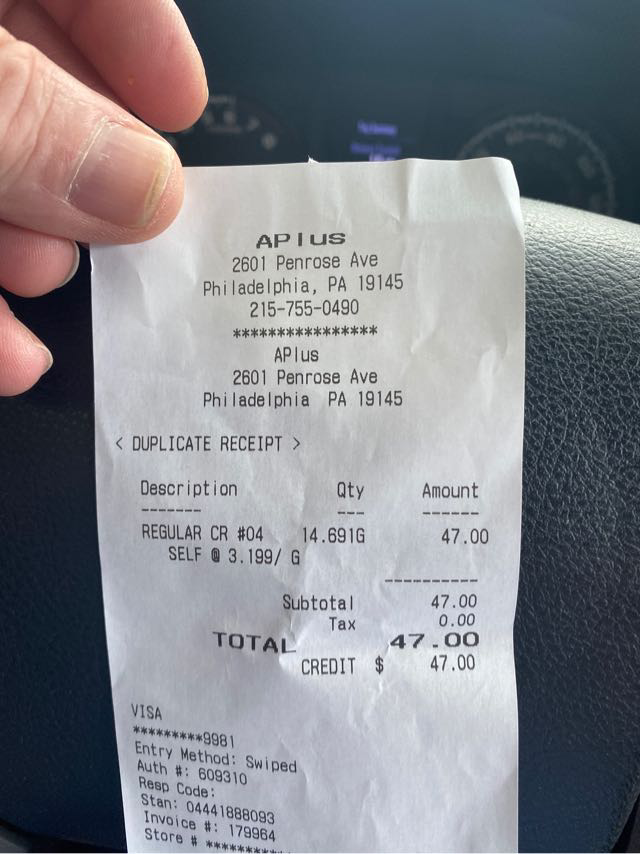 APlus
2601 Penrose Ave
Philadelphia, PA 19145
215-755-0490
****************
APlus
2601 Penrose Ave
Philadelphia PA 19145
< DUPLICATE RECEIPT >
Description Qty Amount
------- --- ------
REGULAR CR #04 14.691G 47.00
SELF @ 3.199/ G
----------
Subtotal 47.00
Tax 0.00
TOTAL 47.00
CREDIT $ 47.00
VISA
*********9981
Entry Method: Swiped
Auth #: 609310
Resp Code:
Stan: 04441888093
Invoice #: 179964
Store # **********